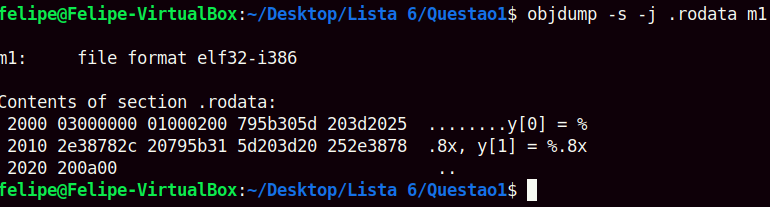 felipe@Felipe-VirtualBox:~/Desktop/Lista 6/Questao1$ objdump -s -j .rodata m1
m1:     file format elf32-i386
Contents of section .rodata:
 2000 03000000 01000200 795b305d 203d2025  ........y[0] = %
 2010 2e38782c 20795b31 5d203d20 252e3878  .8x, y[1] = %.8x
 2020 200a00                                ..
felipe@Felipe-VirtualBox:~/Desktop/Lista 6/Questao1$